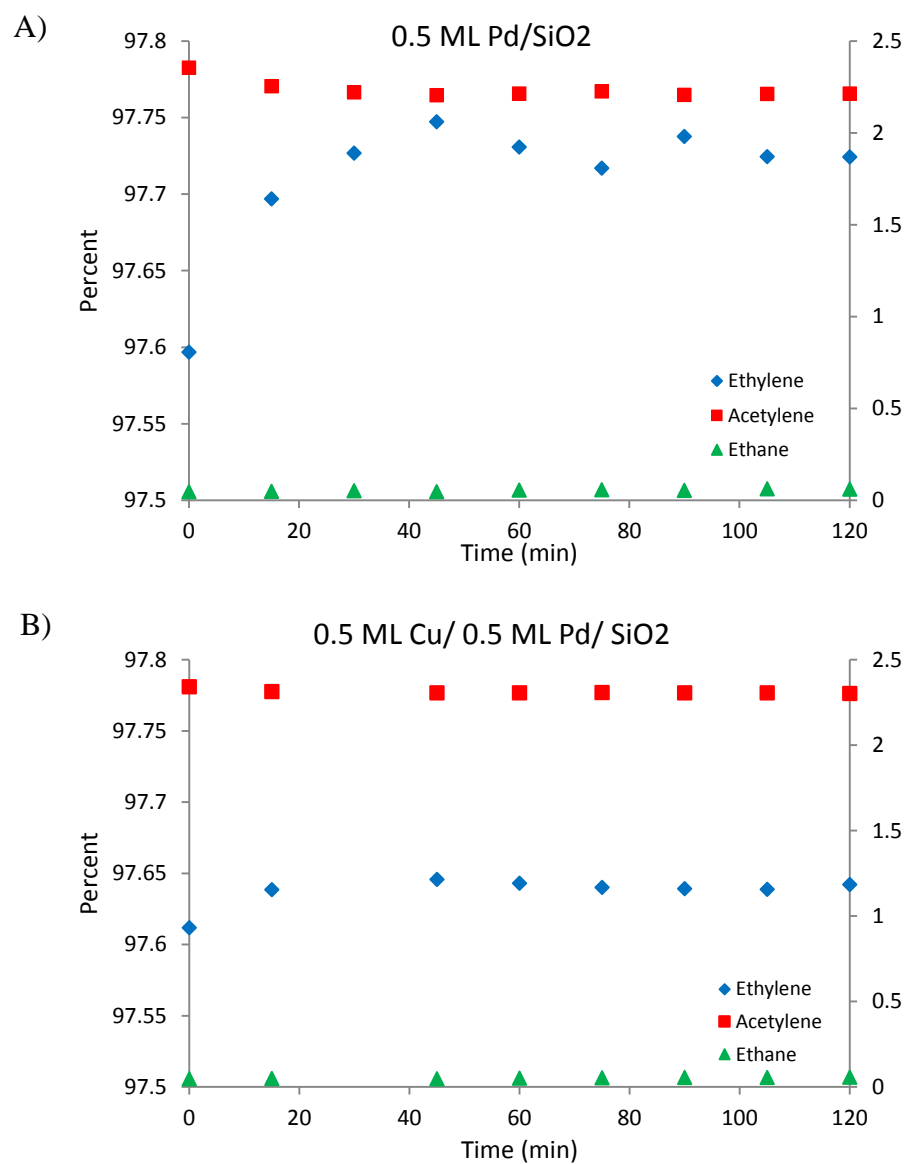 A)
0.5 ML Pd/SiO2
97.8
97.75
97.7
97.65
97.6
97.55
97.5
Percent
2.5
2
1.5
1
0.5
0
Ethylene
Acetylene
Ethane
0 20 40 60 80 100 120
Time (min)
B)
0.5 ML Cu/ 0.5 ML Pd/ SiO2
97.8
97.75
97.7
97.65
97.6
97.55
97.5
Percent
2.5
2
1.5
1
0.5
0
Ethylene
Acetylene
Ethane
0 20 40 60 80 100 120
Time (min)